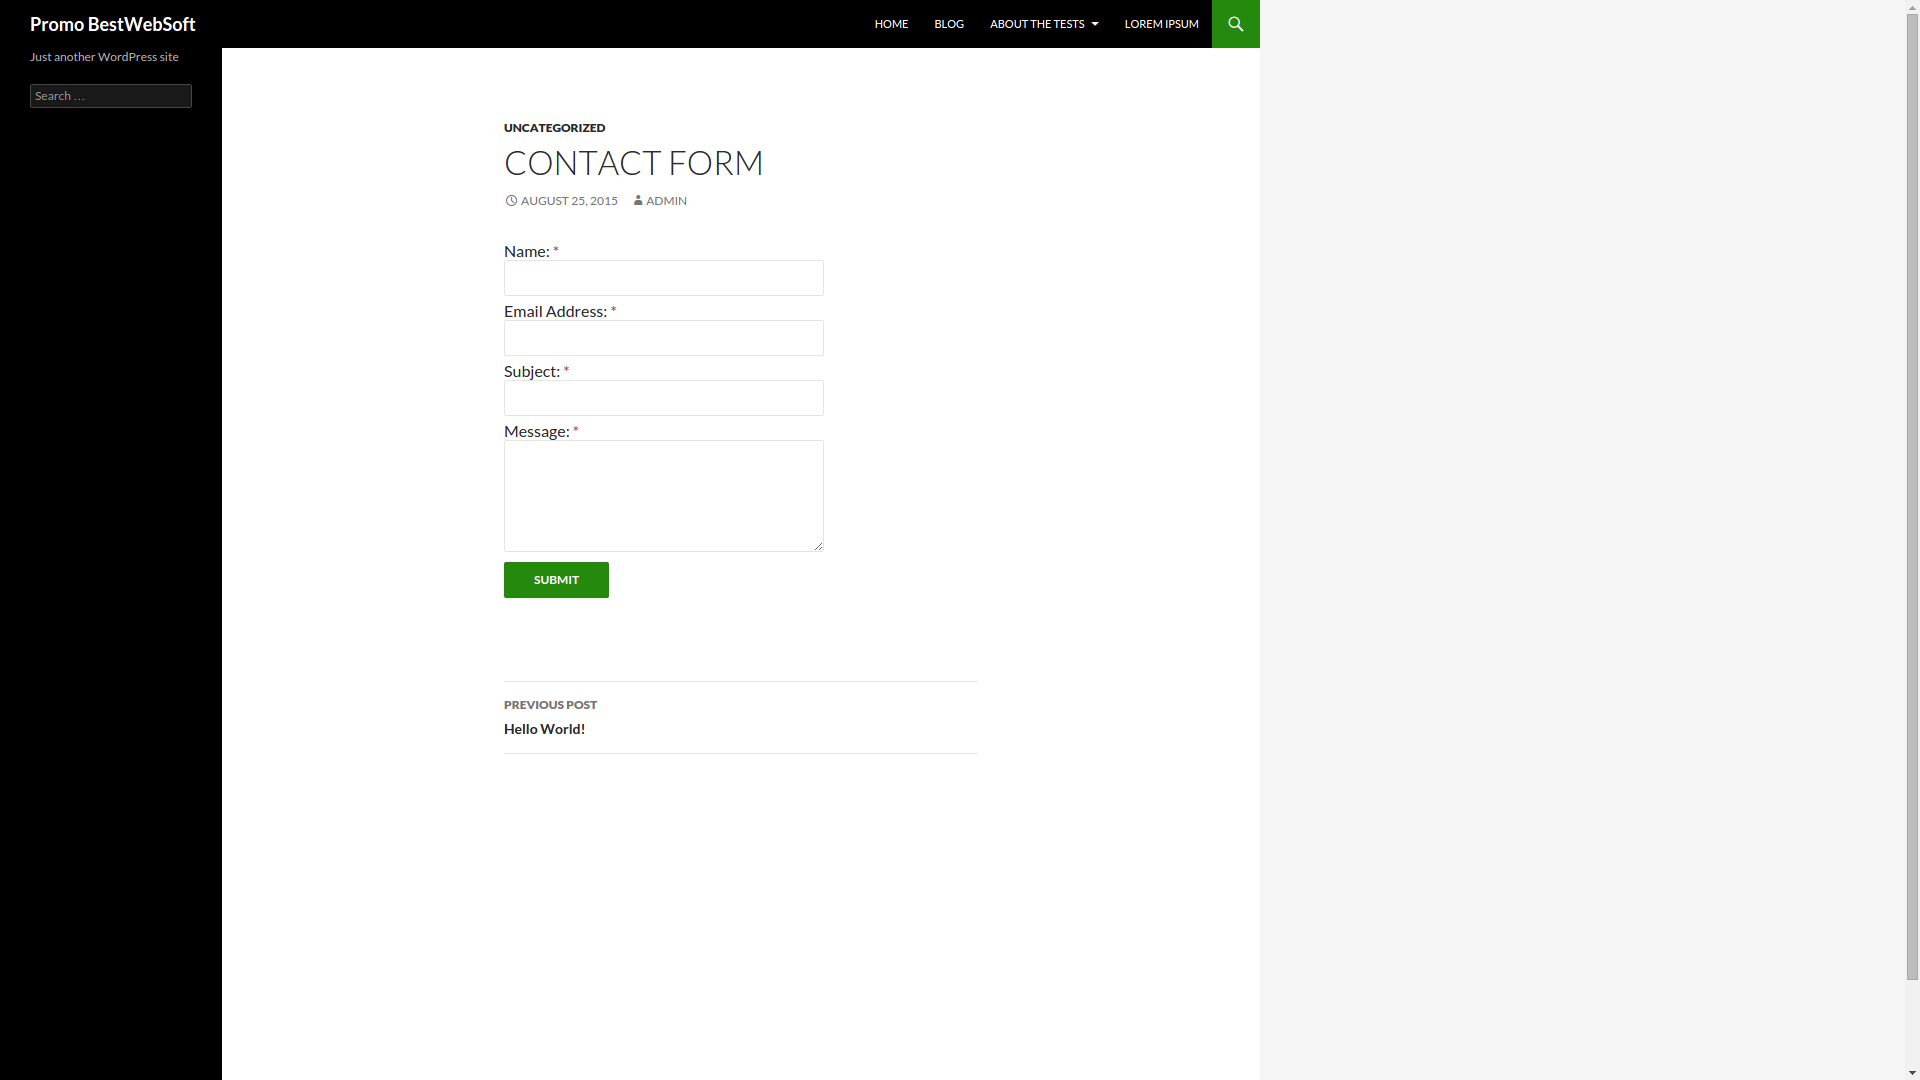 Promo BestWebSoft
HOME BLOG ABOUT THE TESTS LOREM IPSUM
Just another WordPress site
Search …
UNCATEGORIZED
CONTACT FORM
AUGUST 25, 2015 ADMIN
Name: *
Email Address: *
Subject: *
Message: *
SUBMIT
PREVIOUS POST
Hello World!